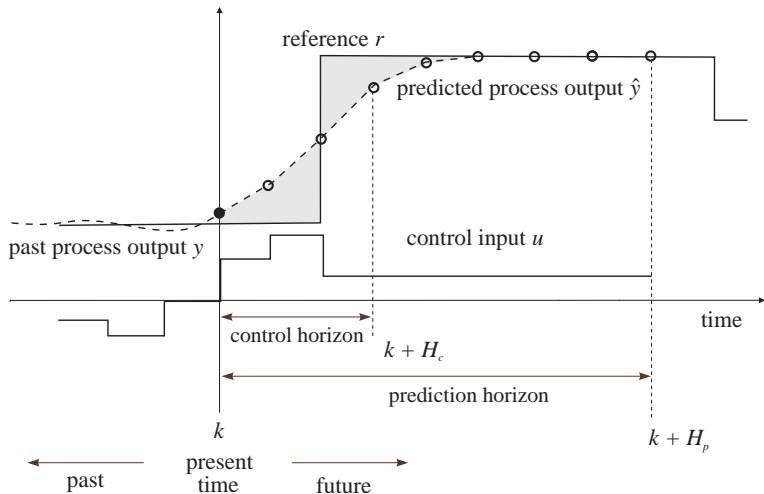 reference r
predicted process output ŷ
past process output y
control input u
time
control horizon
k + H_c
prediction horizon
k
k + H_p
present
time
past
future